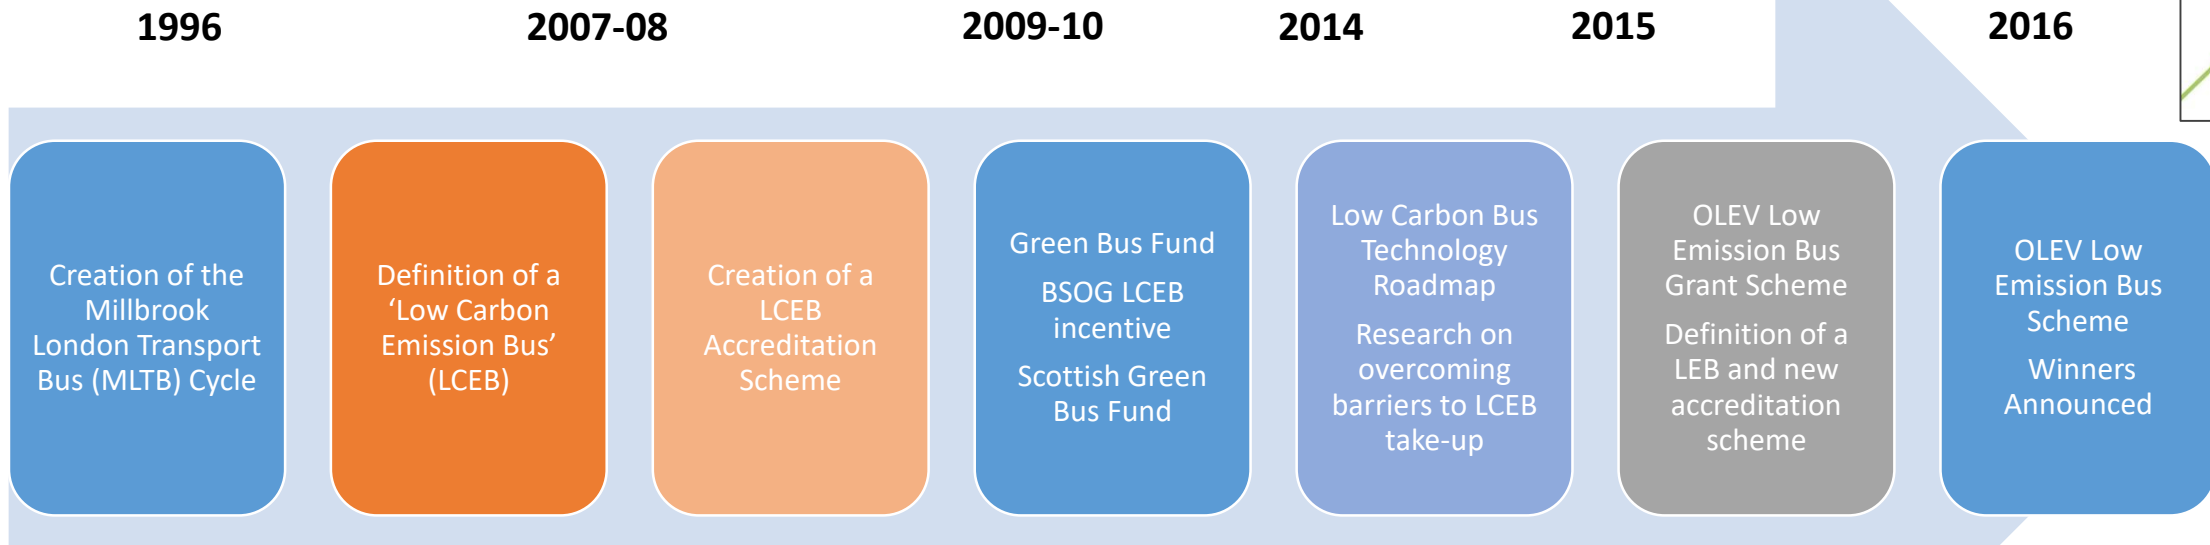 1996
2007-08
2009-10
2014
2015
2016
Creation of the
Millbrook
London Transport
Bus (MLTB) Cycle
Definition of a
‘Low Carbon
Emission Bus’
(LCEB)
Creation of a
LCEB
Accreditation
Scheme
Green Bus Fund
BSOG LCEB
incentive
Scottish Green
Bus Fund
Low Carbon Bus
Technology
Roadmap
Research on
overcoming
barriers to LCEB
take-up
OLEV Low
Emission Bus
Grant Scheme
Definition of a
LEB and new
accreditation
scheme
OLEV Low
Emission Bus
Scheme
Winners
Announced